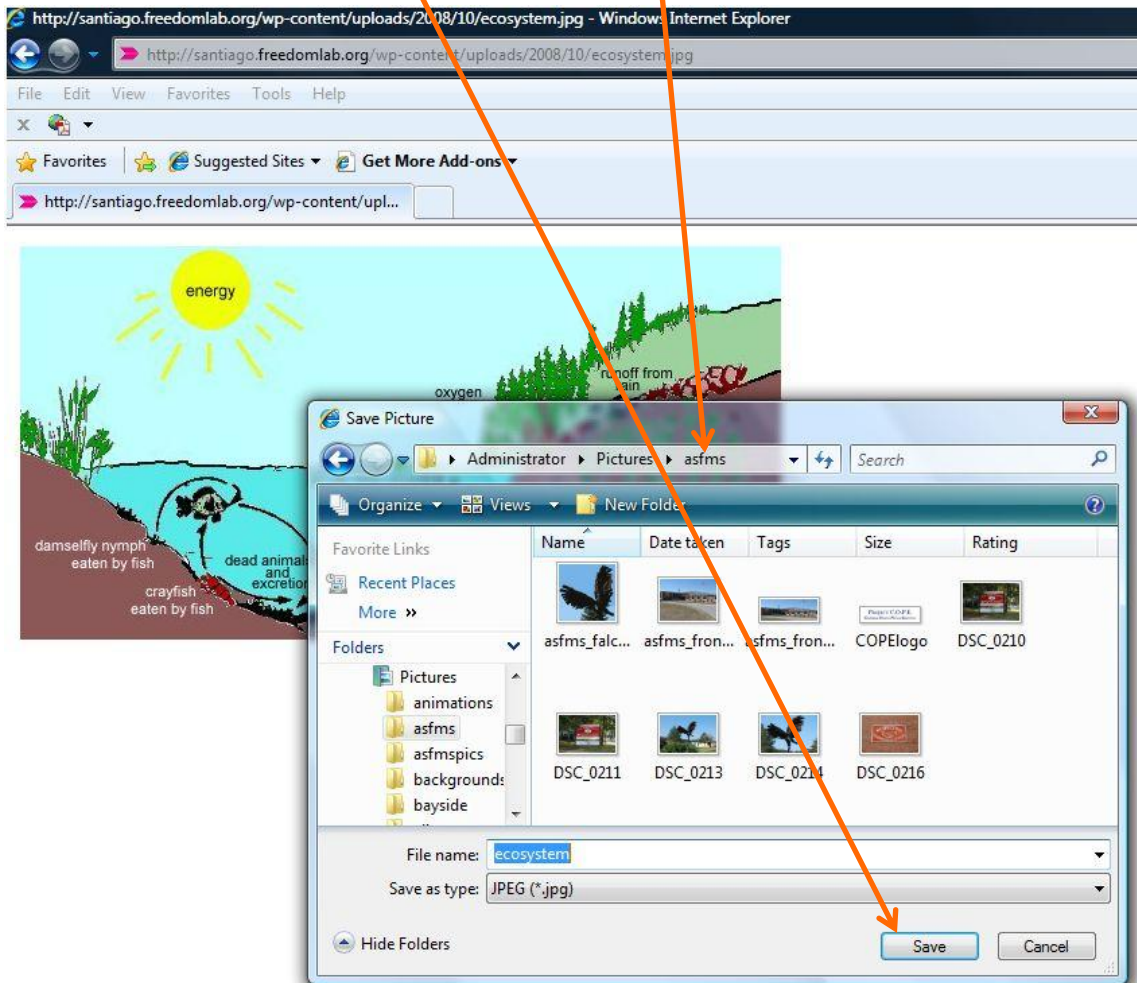 http://santiago.freedomlab.org/wp-content/uploads/2008/10/ecosystem.jpg - Windows Internet Explorer
http://santiago.freedomlab.org/wp-content/uploads/2008/10/ecosystem.jpg
File Edit View Favorites Tools Help
x
Favorites Suggested Sites Get More Add-ons
http://santiago.freedomlab.org/wp-content/upl...
energy
runoff from
rain
oxygen
damselfly nymph
eaten by fish
dead animal
and
excretio
crayfish
eaten by fish
Save Picture
Administrator Pictures asfms
Search
Organize Views New Folder
Favorite Links
Recent Places
More »
Folders
Pictures
animations
asfms
asfmspics
backgrounds
bayside
Name Date taken Tags Size Rating
asfms_falc... asfms_fron... asfms_fron... COPElogo DSC_0210
DSC_0211 DSC_0213 DSC_0214 DSC_0216
File name: ecosystem
Save as type: JPEG (*.jpg)
Hide Folders
Save Cancel